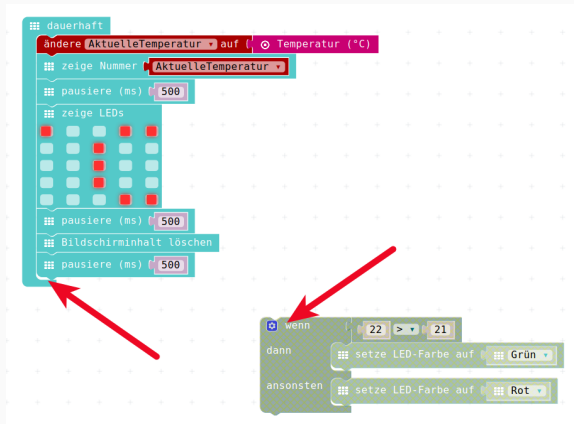 dauerhaft
ändere AktuelleTemperatur auf Temperatur (°C)
zeige Nummer AktuelleTemperatur
pausiere (ms) 500
zeige LEDs
pausiere (ms) 500
Bildschirminhalt löschen
pausiere (ms) 500
wenn 22 > 21
dann setze LED-Farbe auf Grün
ansonsten setze LED-Farbe auf Rot